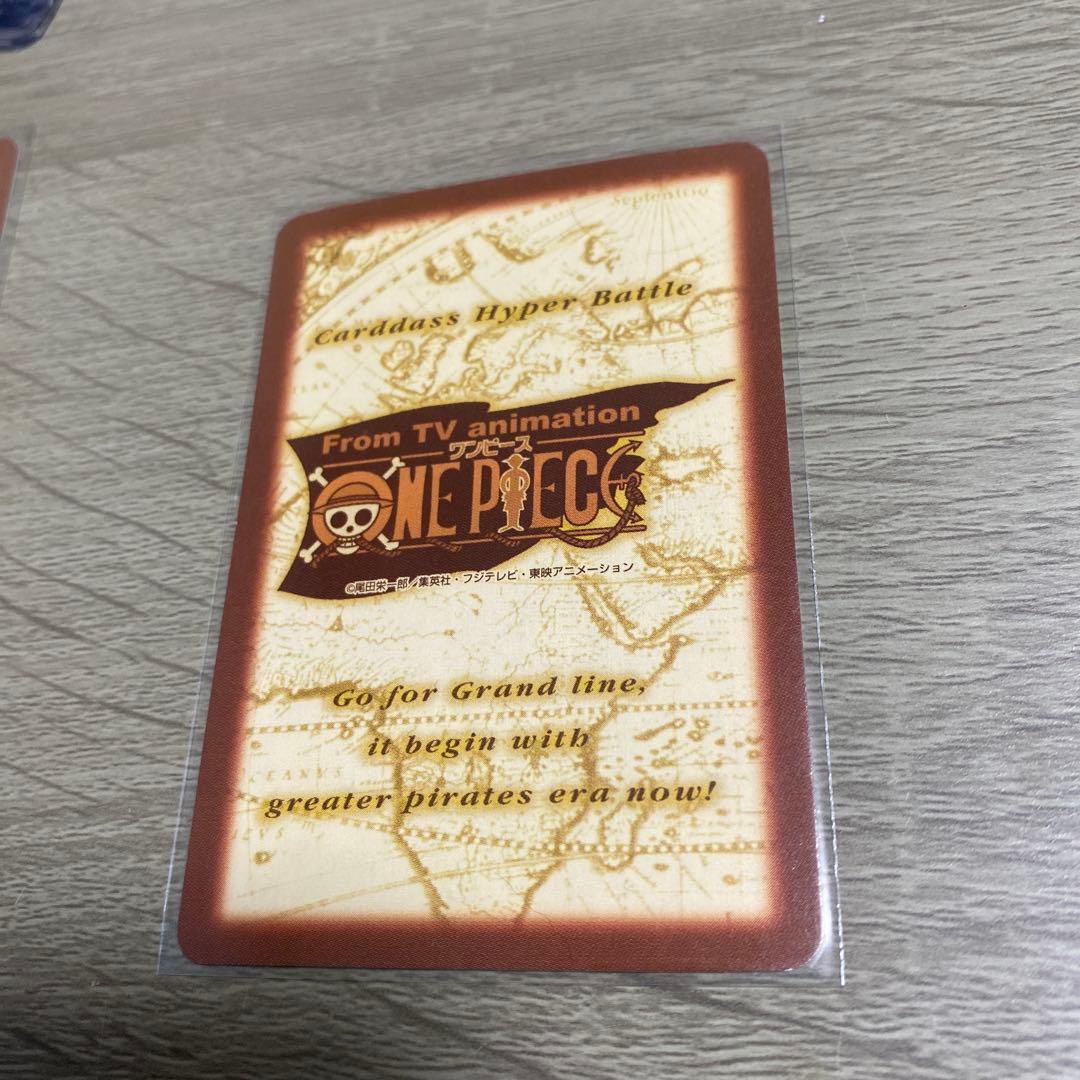 Septentrio
Carddass Hyper Battle
From TV animation
ワンピース
ONE PIECE
©尾田栄一郎/集英社・フジテレビ・東映アニメーション
Go for Grand line,
it begin with
CEANVS
greater pirates era now!